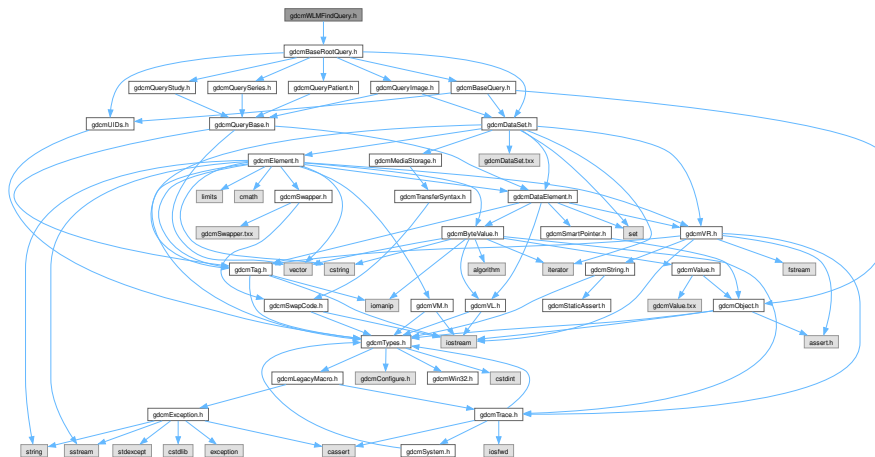 gdcmWLMFindQuery.h
gdcmBaseRootQuery.h
gdcmQueryStudy.h
gdcmQuerySeries.h
gdcmQueryPatient.h
gdcmQueryImage.h
gdcmBaseQuery.h
gdcmUIDs.h
gdcmQueryBase.h
gdcmDataSet.h
gdcmElement.h
gdcmMediaStorage.h
gdcmDataSet.txx
limits
cmath
gdcmSwapper.h
gdcmTransferSyntax.h
gdcmDataElement.h
gdcmSwapper.txx
gdcmByteValue.h
gdcmSmartPointer.h
set
gdcmVR.h
gdcmTag.h
vector
cstring
algorithm
iterator
gdcmString.h
gdcmValue.h
fstream
gdcmSwapCode.h
iomanip
gdcmVM.h
gdcmVL.h
gdcmStaticAssert.h
gdcmValue.txx
gdcmObject.h
gdcmTypes.h
iostream
assert.h
gdcmLegacyMacro.h
gdcmConfigure.h
gdcmWin32.h
cstdint
gdcmException.h
gdcmTrace.h
string
sstream
stdexcept
cstdlib
exception
cassert
gdcmSystem.h
iosfwd